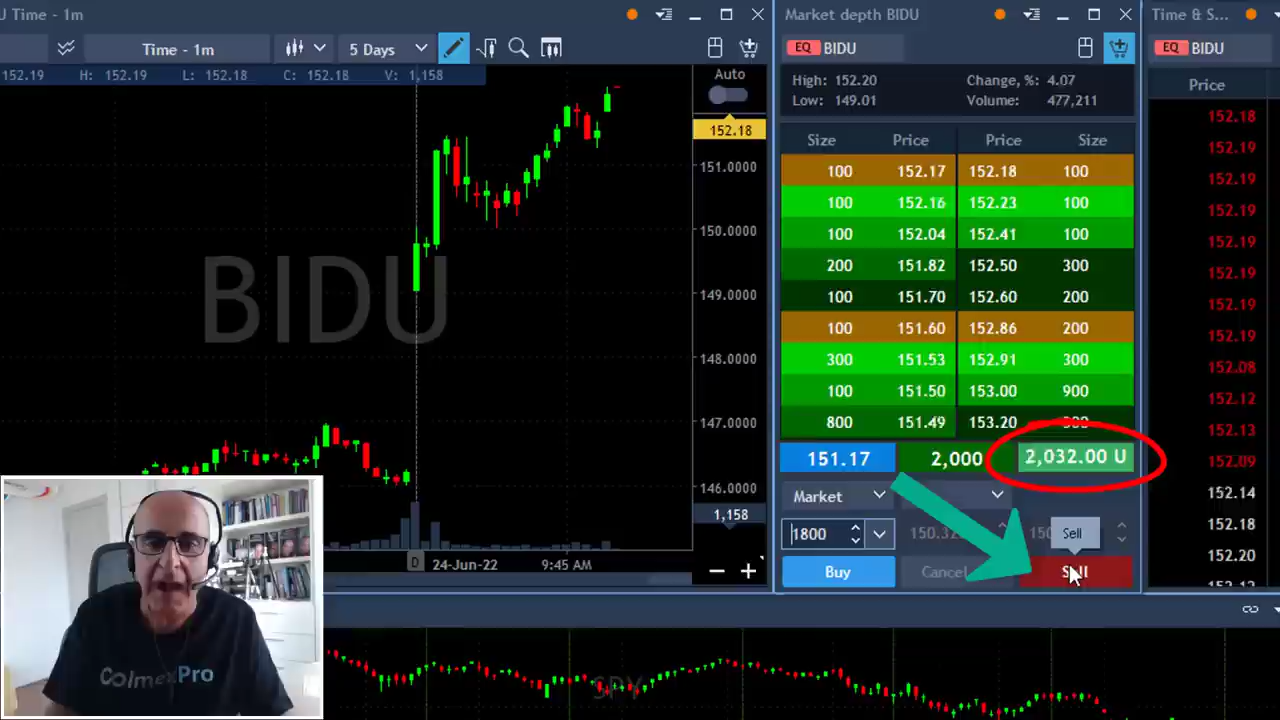 U Time - 1m
Time - 1m
5 Days
152.19 H: 152.19 L: 152.18 C: 152.18 V: 1,158
Auto
152.18
151.0000
150.0000
149.0000
148.0000
147.0000
146.0000
1,158
BIDU
D 24-Jun-22 9:45 AM
Market depth BIDU
EQ BIDU
High: 152.20 Change, %: 4.07
Low: 149.01 Volume: 477,211
Size Price Price Size
100 152.17 152.18 100
100 152.16 152.23 100
100 152.04 152.41 100
200 151.82 152.50 300
100 151.70 152.60 200
100 151.60 152.86 200
300 151.53 152.91 300
100 151.50 153.00 900
800 151.49 153.20
151.17 2,000 2,032.00 U
Market
1800
Sell
Buy Cancel Sell
Time & S...
EQ BIDU
Price
152.18
152.19
152.19
152.19
152.19
152.19
152.19
152.19
152.08
152.12
152.13
152.09
152.14
152.18
152.20
SPY
ColmexPro